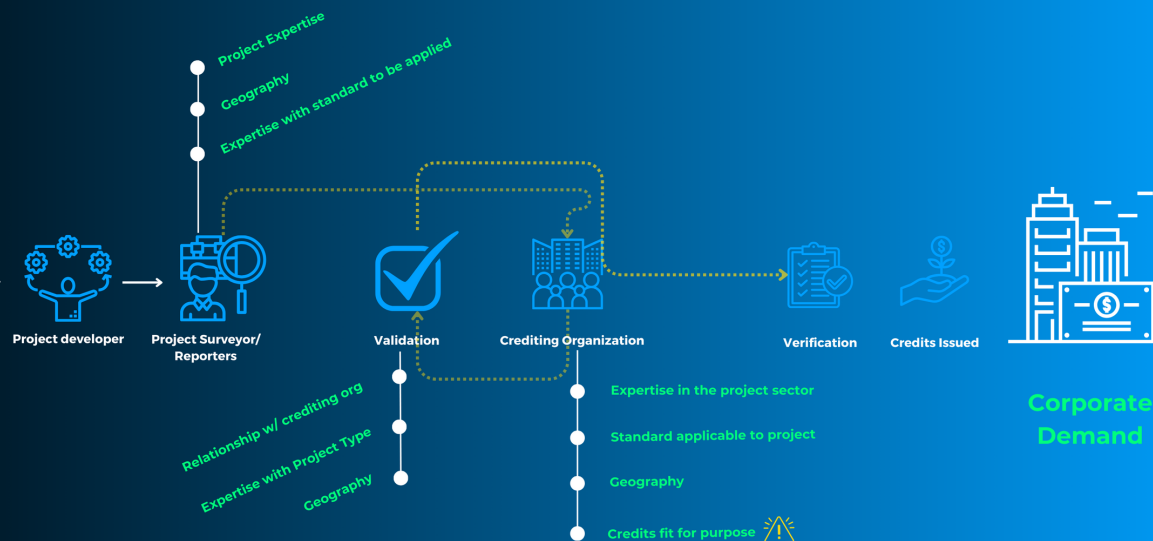 Project Expertise
Geography
Expertise with standard to be applied
Project developer
Project Surveyor/
Reporters
Validation
Crediting Organization
Verification
Credits Issued
Relationship w/ crediting org
Expertise with Project Type
Geography
Expertise in the project sector
Standard applicable to project
Geography
Credits fit for purpose
Corporate
Demand